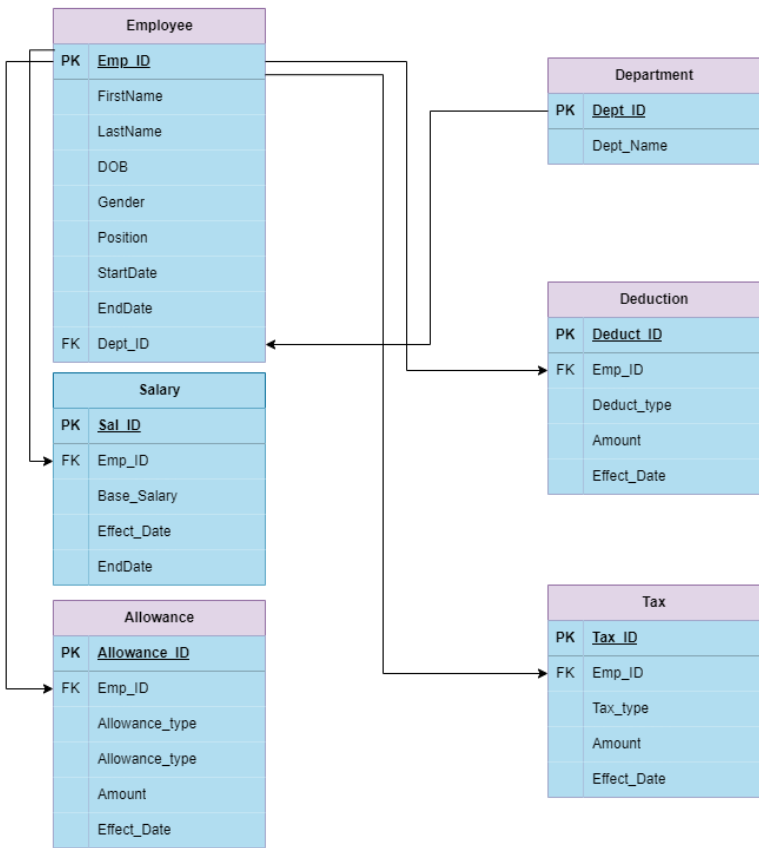 Employee
PK Emp_ID
FirstName
LastName
DOB
Gender
Position
StartDate
EndDate
FK Dept_ID
Salary
PK Sal_ID
FK Emp_ID
Base_Salary
Effect_Date
EndDate
Allowance
PK Allowance_ID
FK Emp_ID
Allowance_type
Allowance_type
Amount
Effect_Date
Department
PK Dept_ID
Dept_Name
Deduction
PK Deduct_ID
FK Emp_ID
Deduct_type
Amount
Effect_Date
Tax
PK Tax_ID
FK Emp_ID
Tax_type
Amount
Effect_Date